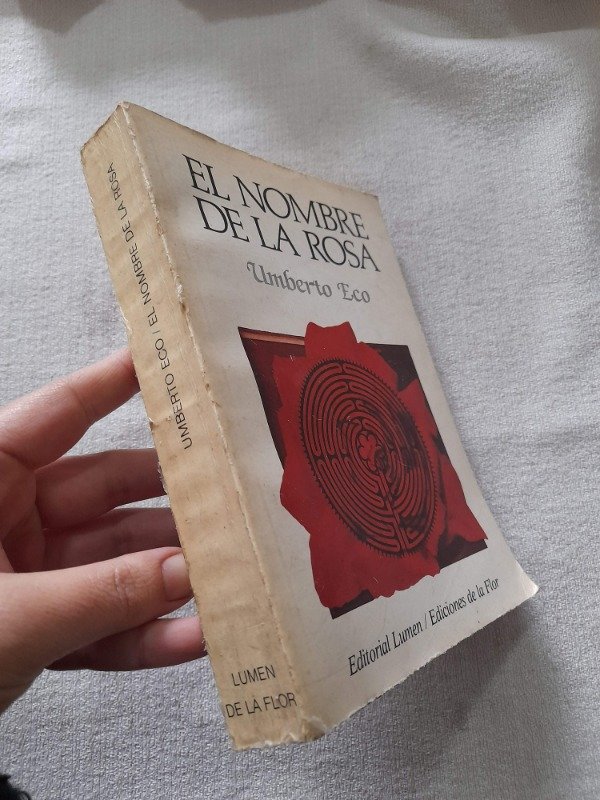 EL NOMBRE
DE LA ROSA
Umberto Eco
Editorial Lumen / Ediciones de la Flor
UMBERTO ECO / EL NOMBRE DE LA ROSA
LUMEN
DE LA FLOR